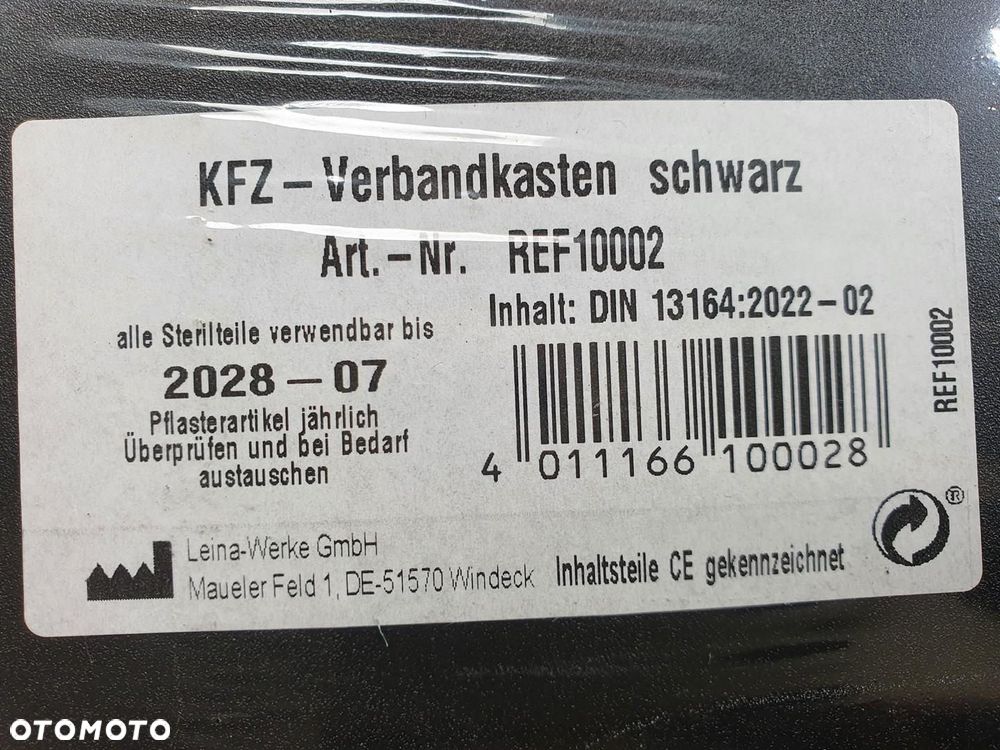 KFZ – Verbandkasten schwarz
Art. – Nr. REF10002
Inhalt: DIN 13164:2022 – 02
alle Sterilteile verwendbar bis
2028 – 07
Pflasterartikel jährlich
Überprüfen und bei Bedarf
austauschen
4 011166 100028
REF10002
®
Leina-Werke GmbH
Maueler Feld 1, DE-51570 Windeck
Inhaltsteile CE gekennzeichnet
OTOMOTO